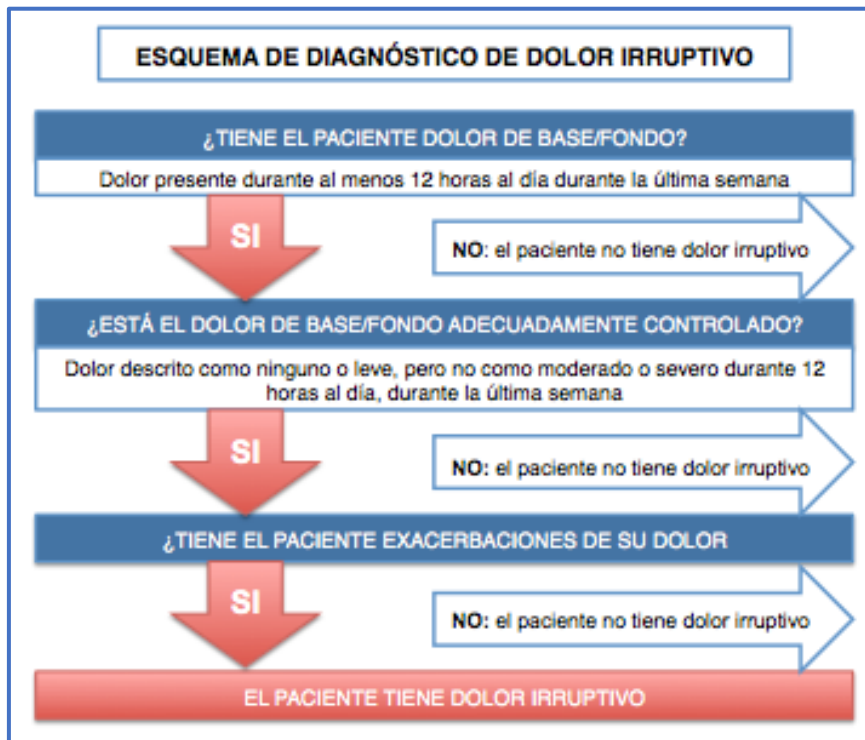 ESQUEMA DE DIAGNÓSTICO DE DOLOR IRRUPTIVO
¿TIENE EL PACIENTE DOLOR DE BASE/FONDO?
Dolor presente durante al menos 12 horas al día durante la última semana
SI
NO: el paciente no tiene dolor irruptivo
¿ESTÁ EL DOLOR DE BASE/FONDO ADECUADAMENTE CONTROLADO?
Dolor descrito como ninguno o leve, pero no como moderado o severo durante 12
horas al día, durante la última semana
SI
NO: el paciente no tiene dolor irruptivo
¿TIENE EL PACIENTE EXACERBACIONES DE SU DOLOR
SI
NO: el paciente no tiene dolor irruptivo
EL PACIENTE TIENE DOLOR IRRUPTIVO